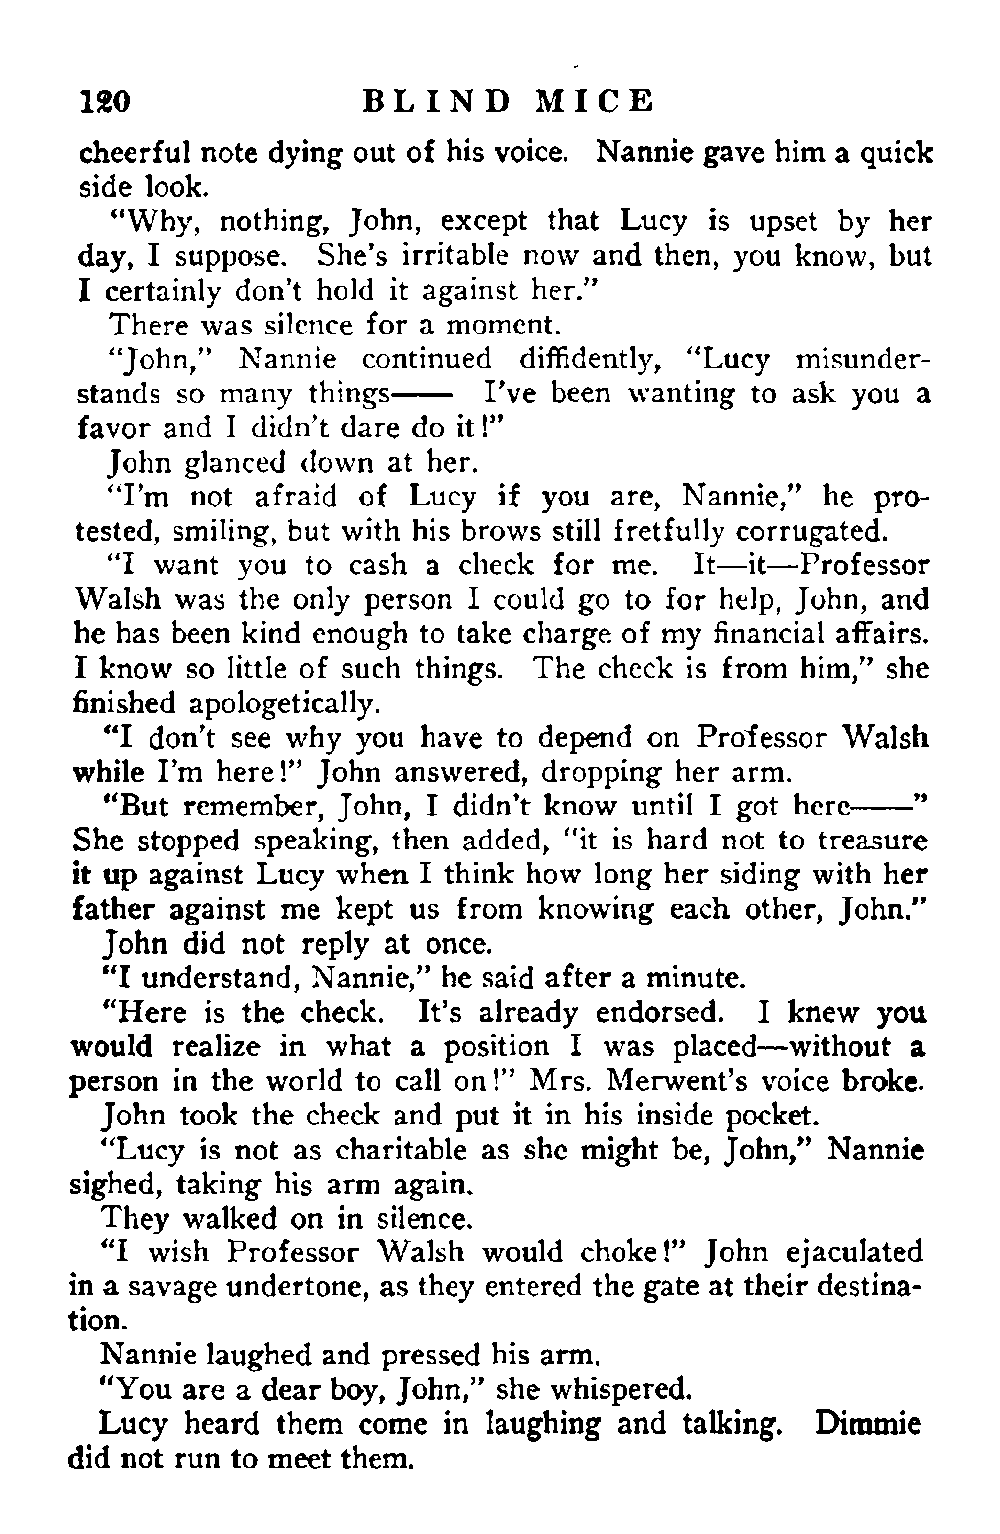 120 BLIND MICE
cheerful note dying out of his voice. Nannie gave him a quick
side look.
“Why, nothing, John, except that Lucy is upset by her
day, I suppose. She’s irritable now and then, you know, but
I certainly don’t hold it against her.”
There was silence for a moment.
“John,” Nannie continued diffidently, “Lucy misunder-
stands so many things—— I’ve been wanting to ask you a
favor and I didn’t dare do it!”
John glanced down at her.
“I’m not afraid of Lucy if you are, Nannie,” he pro-
tested, smiling, but with his brows still fretfully corrugated.
“I want you to cash a check for me. It—it—Professor
Walsh was the only person I could go to for help, John, and
he has been kind enough to take charge of my financial affairs.
I know so little of such things. The check is from him,” she
finished apologetically.
“I don’t see why you have to depend on Professor Walsh
while I’m here!” John answered, dropping her arm.
“But remember, John, I didn’t know until I got here——”
She stopped speaking, then added, “it is hard not to treasure
it up against Lucy when I think how long her siding with her
father against me kept us from knowing each other, John.”
John did not reply at once.
“I understand, Nannie,” he said after a minute.
“Here is the check. It’s already endorsed. I knew you
would realize in what a position I was placed—without a
person in the world to call on!” Mrs. Merwent’s voice broke.
John took the check and put it in his inside pocket.
“Lucy is not as charitable as she might be, John,” Nannie
sighed, taking his arm again.
They walked on in silence.
“I wish Professor Walsh would choke!” John ejaculated
in a savage undertone, as they entered the gate at their destina-
tion.
Nannie laughed and pressed his arm.
“You are a dear boy, John,” she whispered.
Lucy heard them come in laughing and talking. Dimmie
did not run to meet them.